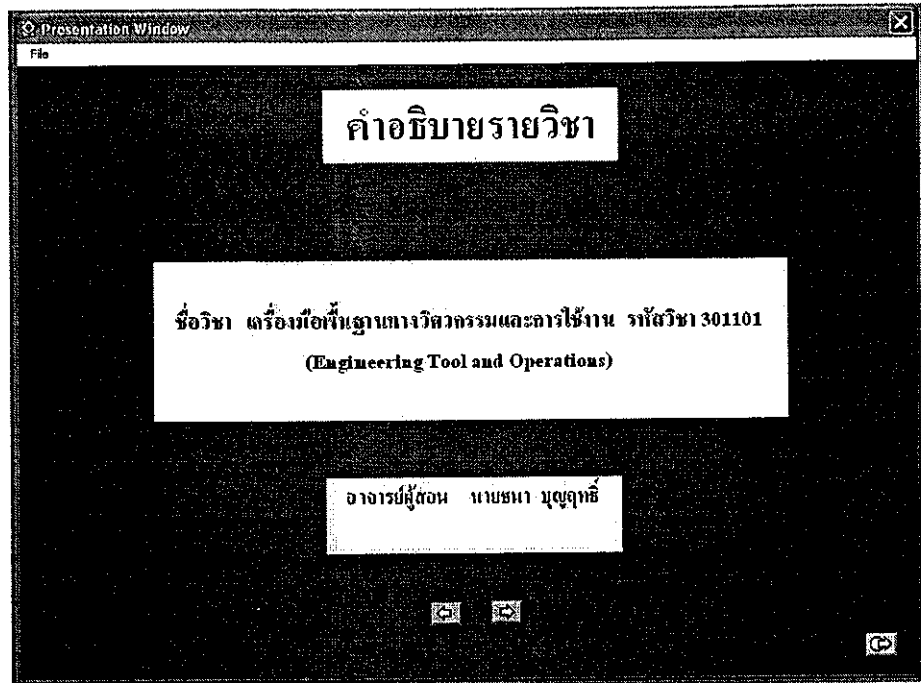 Presentation Window
File
คำอธิบายรายวิชา
ชื่อวิชา เครื่องมือพื้นฐานทางวิศวกรรมและการใช้งาน รหัสวิชา 301101
(Engineering Tool and Operations)
อาจารย์ผู้สอน นายธนา บุญฤทธิ์